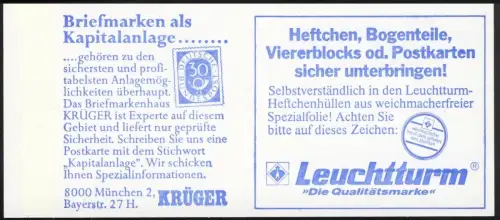 Briefmarken als
Kapitalanlage........
....gehören zu den
sichersten und profi-
tabelsten Anlagemög-
lichkeiten überhaupt.
Das Briefmarkenhaus
KRÜGER ist Experte auf diesem
Gebiet und liefert nur geprüfte
Sicherheit. Schreiben Sie uns eine
Postkarte mit dem Stichwort
„Kapitalanlage". Wir schicken
Ihnen Spezialinformationen.
8000 München 2,
Bayerstr. 27 H.
KRÜGER
30
Heftchen, Bogenteile,
Viererblocks od. Postkarten
sicher unterbringen!
Selbstverständlich in den Leuchtturm-
Heftchenhüllen aus weichmacherfreier
Spezialfolie! Achten Sie
bitte auf dieses Zeichen:
Leuchtturm®
»Die Qualitätsmarke«